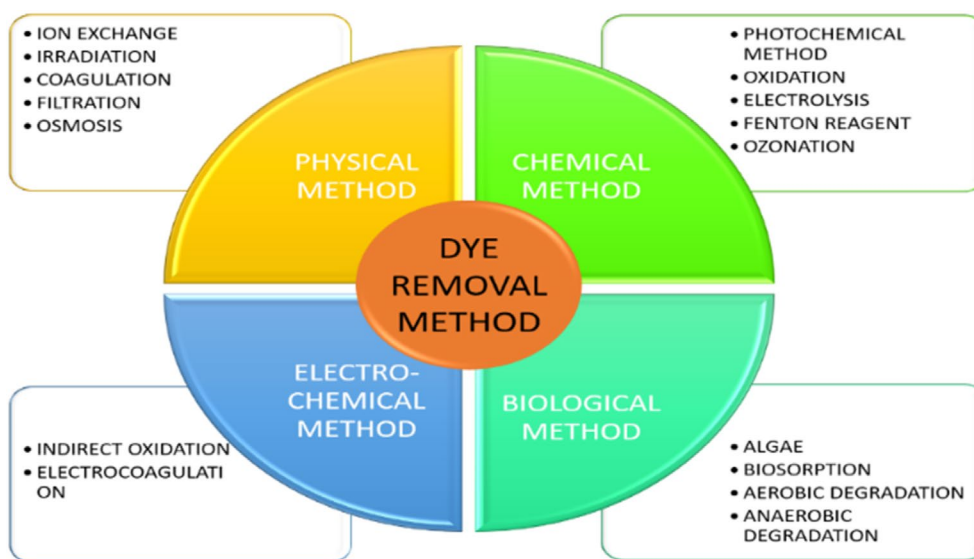 • ION EXCHANGE
• IRRADIATION
• COAGULATION
• FILTRATION
• OSMOSIS
• PHOTOCHEMICAL
METHOD
• OXIDATION
• ELECTROLYSIS
• FENTON REAGENT
• OZONATION
PHYSICAL
METHOD
CHEMICAL
METHOD
DYE
REMOVAL
METHOD
ELECTRO-
CHEMICAL
METHOD
BIOLOGICAL
METHOD
• INDIRECT OXIDATION
• ELECTROCOAGULATI
ON
• ALGAE
• BIOSORPTION
• AEROBIC DEGRADATION
• ANAEROBIC
DEGRADATION